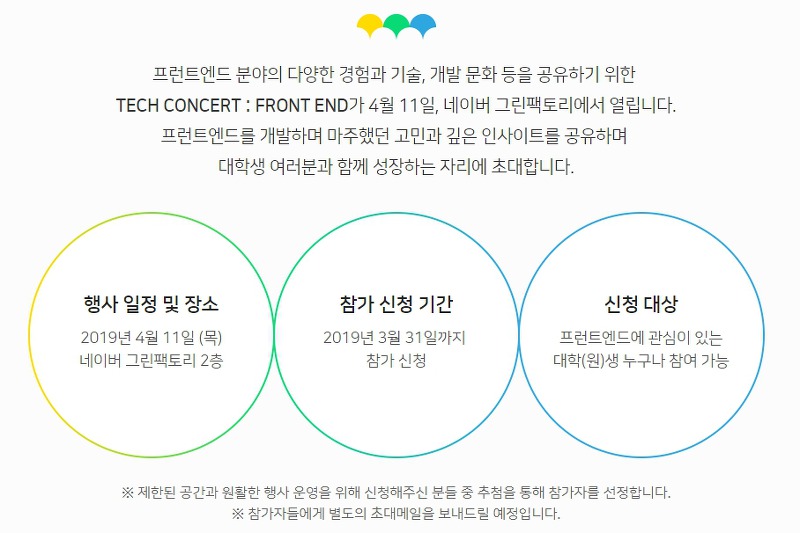 프런트엔드 분야의 다양한 경험과 기술, 개발 문화 등을 공유하기 위한
TECH CONCERT : FRONT END가 4월 11일, 네이버 그린팩토리에서 열립니다.
프런트엔드를 개발하며 마주했던 고민과 깊은 인사이트를 공유하며
대학생 여러분과 함께 성장하는 자리에 초대합니다.
행사 일정 및 장소
2019년 4월 11일 (목)
네이버 그린팩토리 2층
참가 신청 기간
2019년 3월 31일까지
참가 신청
신청 대상
프런트엔드에 관심이 있는
대학(원)생 누구나 참여 가능
※ 제한된 공간과 원활한 행사 운영을 위해 신청해주신 분들 중 추첨을 통해 참가자를 선정합니다.
※ 참가자들에게 별도의 초대메일을 보내드릴 예정입니다.